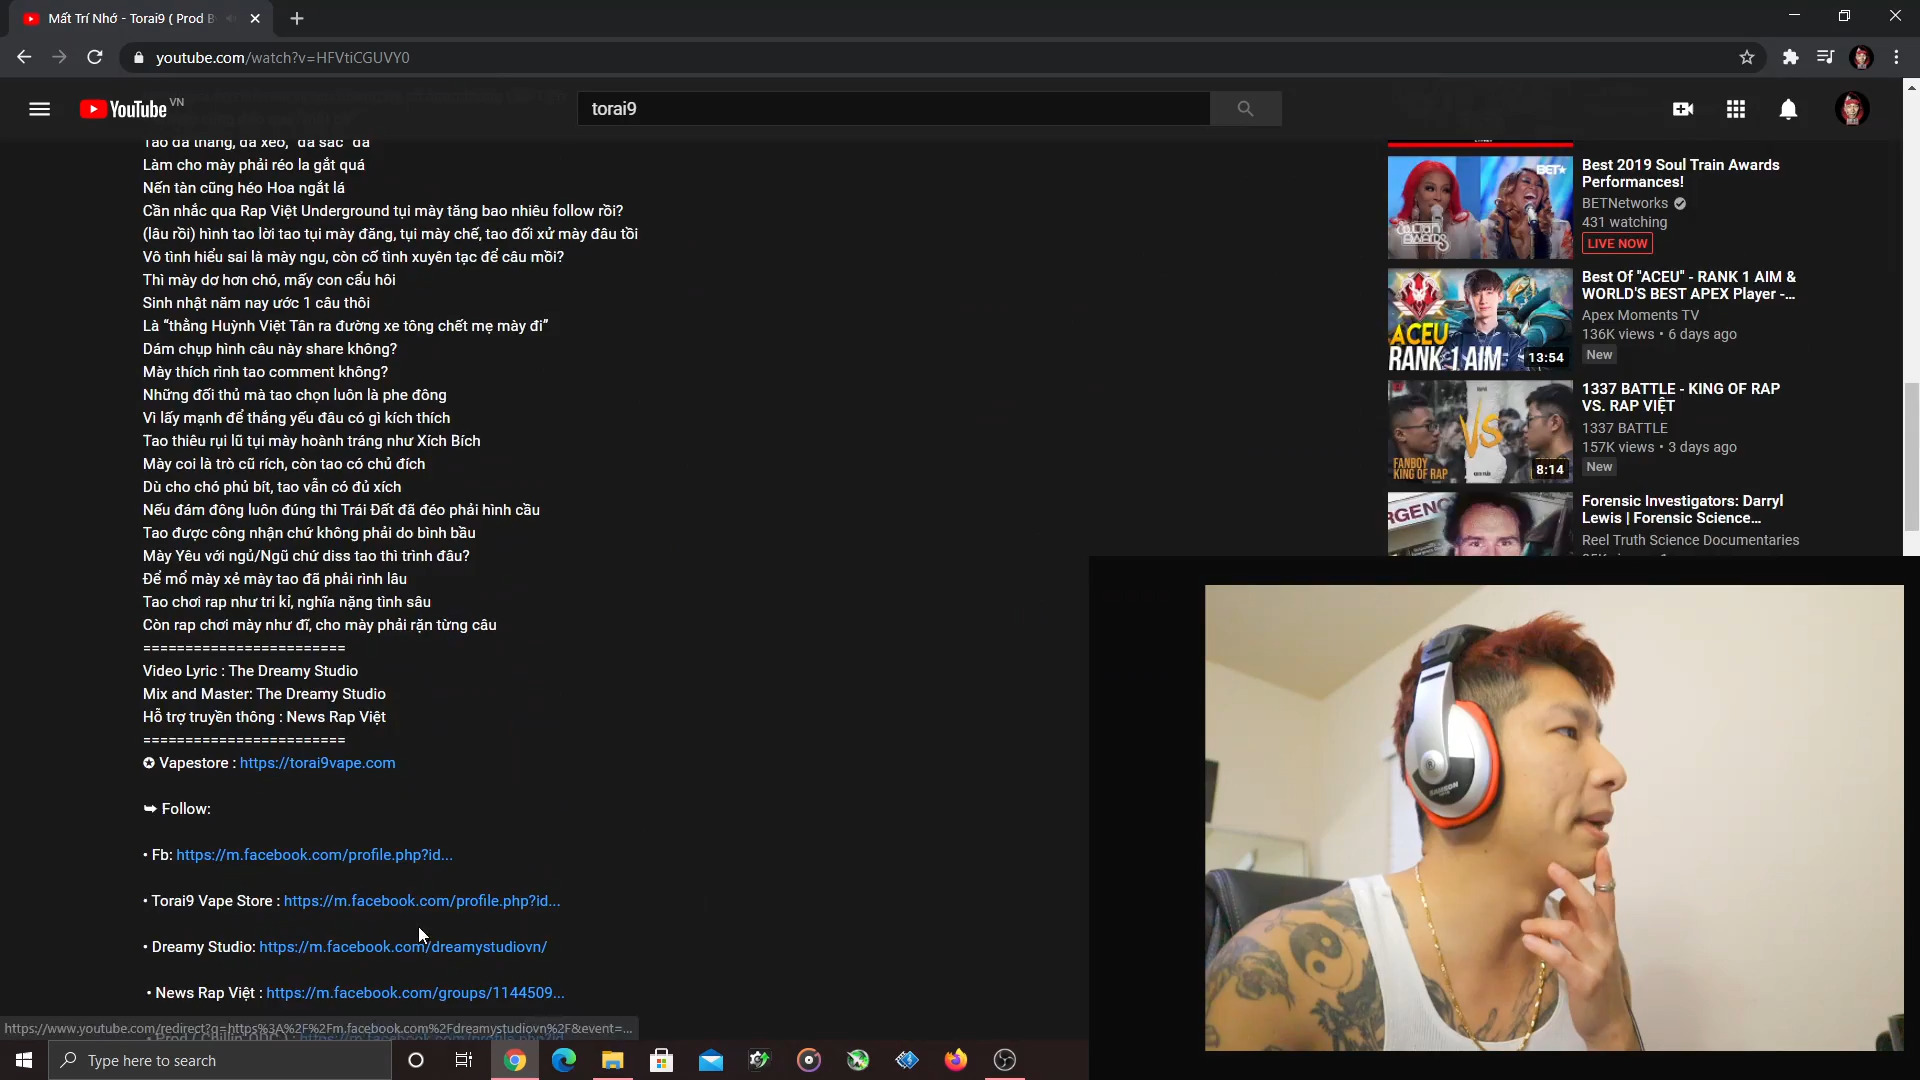 Mất Trí Nhớ - Torai9 ( Prod B
youtube.com/watch?v=HFVtiCGUVY0
YouTube VN
torai9
Tao đá thẳng, đá xéo, "đá sắc" đá
Làm cho mày phải réo la gắt quá
Nến tàn cũng héo Hoa ngắt lá
Cần nhắc qua Rap Việt Underground tụi mày tăng bao nhiêu follow rồi?
(lâu rồi) hình tao lời tao tụi mày đăng, tụi mày chế, tao đối xử mày đâu tồi
Vô tình hiểu sai là mày ngu, còn cố tình xuyên tạc để câu mồi?
Thì mày dơ hơn chó, mấy con cẩu hôi
Sinh nhật năm nay ước 1 câu thôi
Là “thằng Huỳnh Việt Tân ra đường xe tông chết mẹ mày đi”
Dám chụp hình câu này share không?
Mày thích rình tao comment không?
Những đối thủ mà tao chọn luôn là phe đông
Vì lấy mạnh để thắng yếu đâu có gì kích thích
Tao thiêu rụi lũ tụi mày hoành tráng như Xích Bích
Mày coi là trò cũ rích, còn tao có chủ đích
Dù cho chó phủ bít, tao vẫn có đủ xích
Nếu đám đông luôn đúng thì Trái Đất đã đéo phải hình cầu
Tao được công nhận chứ không phải do bình bầu
Mày Yêu với ngủ/Ngũ chứ diss tao thì trình đâu?
Để mổ mày xẻ mày tao đã phải rình lâu
Tao chơi rap như tri kỉ, nghĩa nặng tình sâu
Còn rap chơi mày như đĩ, cho mày phải rặn từng câu
========================
Video Lyric : The Dreamy Studio
Mix and Master: The Dreamy Studio
Hỗ trợ truyền thông : News Rap Việt
========================
✪ Vapestore : https://torai9vape.com
➥ Follow:
• Fb: https://m.facebook.com/profile.php?id...
• Torai9 Vape Store : https://m.facebook.com/profile.php?id...
• Dreamy Studio: https://m.facebook.com/dreamystudiovn/
• News Rap Việt : https://m.facebook.com/groups/1144509...
https://www.youtube.com/redirect?q=https%3A%2F%2Fm.facebook.com%2Fdreamystudiovn%2F&event=...
BET★
SOUL TRAIN AWARDS
Best 2019 Soul Train Awards
Performances!
BETNetworks
431 watching
LIVE NOW
ACEU
RANK 1 AIM
13:54
Best Of "ACEU" - RANK 1 AIM &
WORLD'S BEST APEX Player -...
Apex Moments TV
136K views • 6 days ago
New
VS
FANBOY
KING OF RAP
8:14
1337 BATTLE - KING OF RAP
VS. RAP VIỆT
1337 BATTLE
157K views • 3 days ago
New
RGENC
Forensic Investigators: Darryl
Lewis | Forensic Science...
Reel Truth Science Documentaries
SAMSON
Type here to search